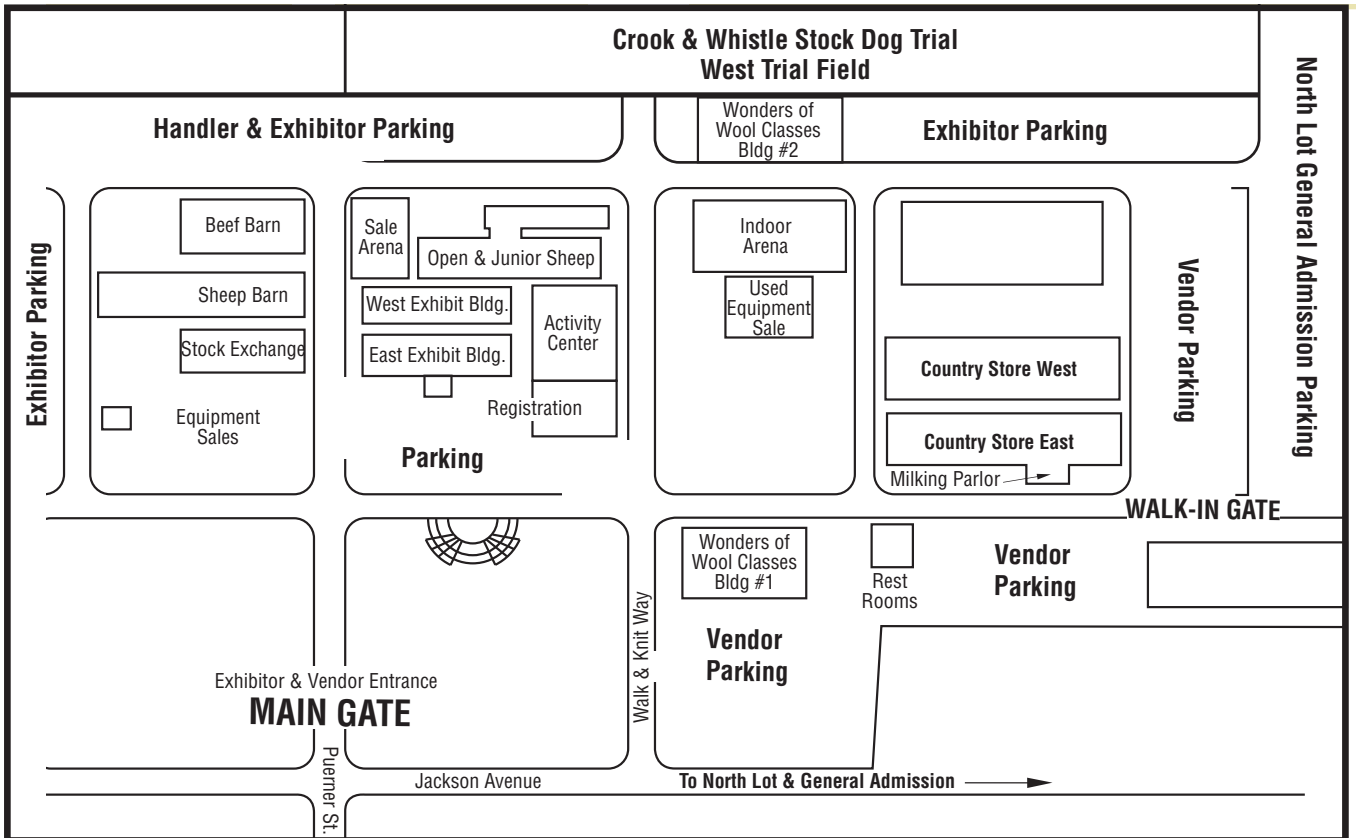 Crook & Whistle Stock Dog Trial
West Trial Field
North Lot General Admission Parking
Handler & Exhibitor Parking
Wonders of
Wool Classes
Bldg #2
Exhibitor Parking
Exhibitor Parking
Beef Barn
Sheep Barn
Stock Exchange
Equipment
Sales
Sale
Arena
Open & Junior Sheep
West Exhibit Bldg.
East Exhibit Bldg.
Activity
Center
Registration
Parking
Indoor
Arena
Used
Equipment
Sale
Country Store West
Country Store East
Milking Parlor
Vendor Parking
WALK-IN GATE
Wonders of
Wool Classes
Bldg #1
Rest
Rooms
Vendor
Parking
Vendor
Parking
Walk & Knit Way
Exhibitor & Vendor Entrance
MAIN GATE
Puerner St.
Jackson Avenue
To North Lot & General Admission